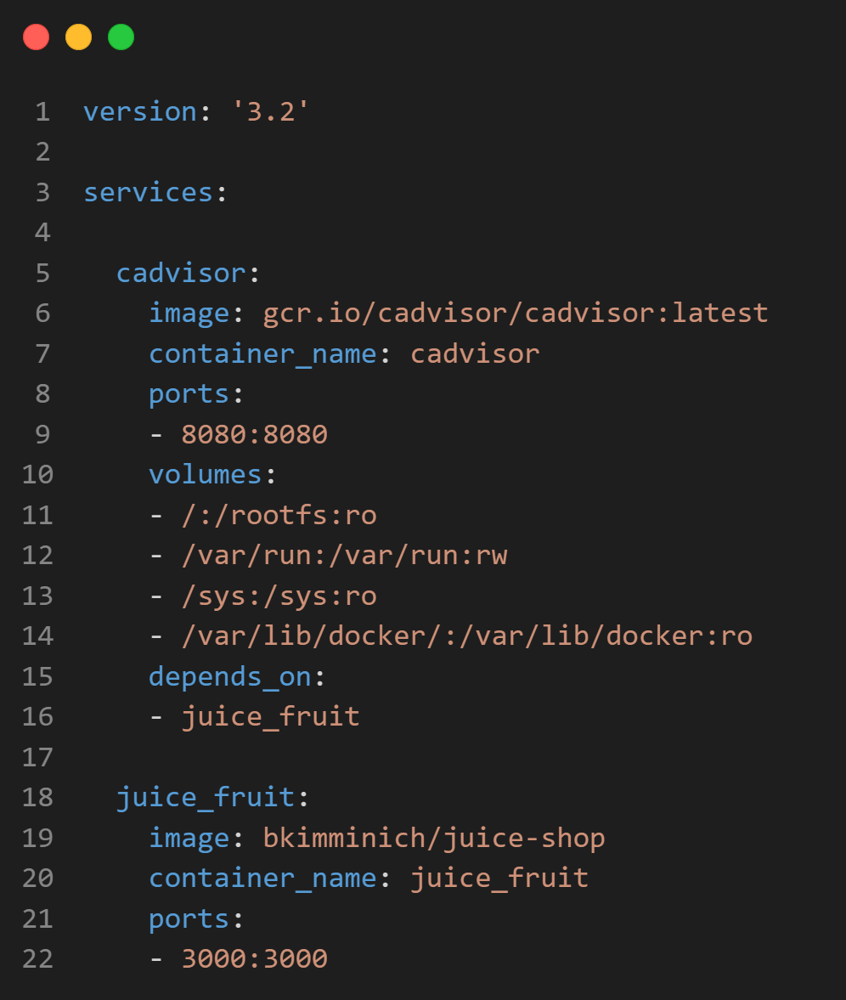 1 version: '3.2'
2
3 services:
4
5   cadvisor:
6     image: gcr.io/cadvisor/cadvisor:latest
7     container_name: cadvisor
8     ports:
9     - 8080:8080
10     volumes:
11     - /:/rootfs:ro
12     - /var/run:/var/run:rw
13     - /sys:/sys:ro
14     - /var/lib/docker/:/var/lib/docker:ro
15     depends_on:
16     - juice_fruit
17
18   juice_fruit:
19     image: bkimminich/juice-shop
20     container_name: juice_fruit
21     ports:
22     - 3000:3000